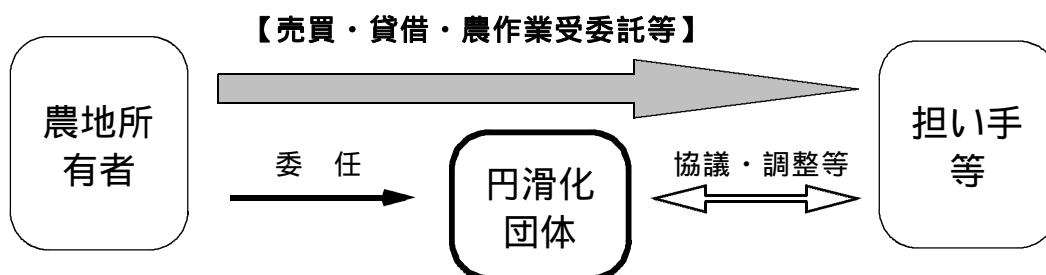 【売買・貸借・農作業受委託等】
農地所
有者
委 任
円滑化
団体
協議・調整等
担い手
等